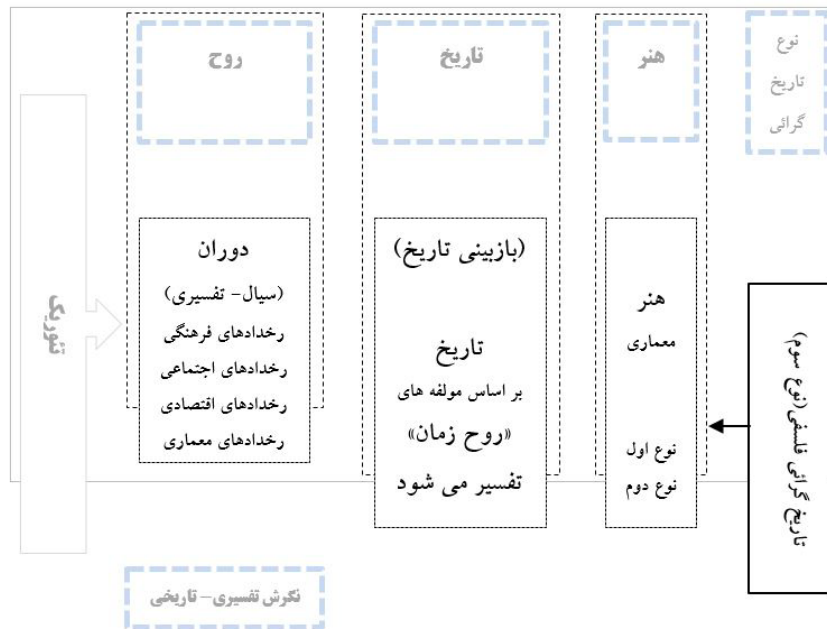 نوع
تاریخ
گرائی
هنر
تاریخ
روح
تاریخ گرائی فلسفی(نوع سوم)
هنر
معماری
نوع اول
نوع دوم
(بازبینی تاریخ)
تاریخ
بر اساس مولفه های
«روح زمان»
تفسیر می شود
دوران
(سیال- تفسیری)
رخدادهای فرهنگی
رخدادهای اجتماعی
رخدادهای اقتصادی
رخدادهای معماری
تئوریک
نگرش تفسیری- تاریخی